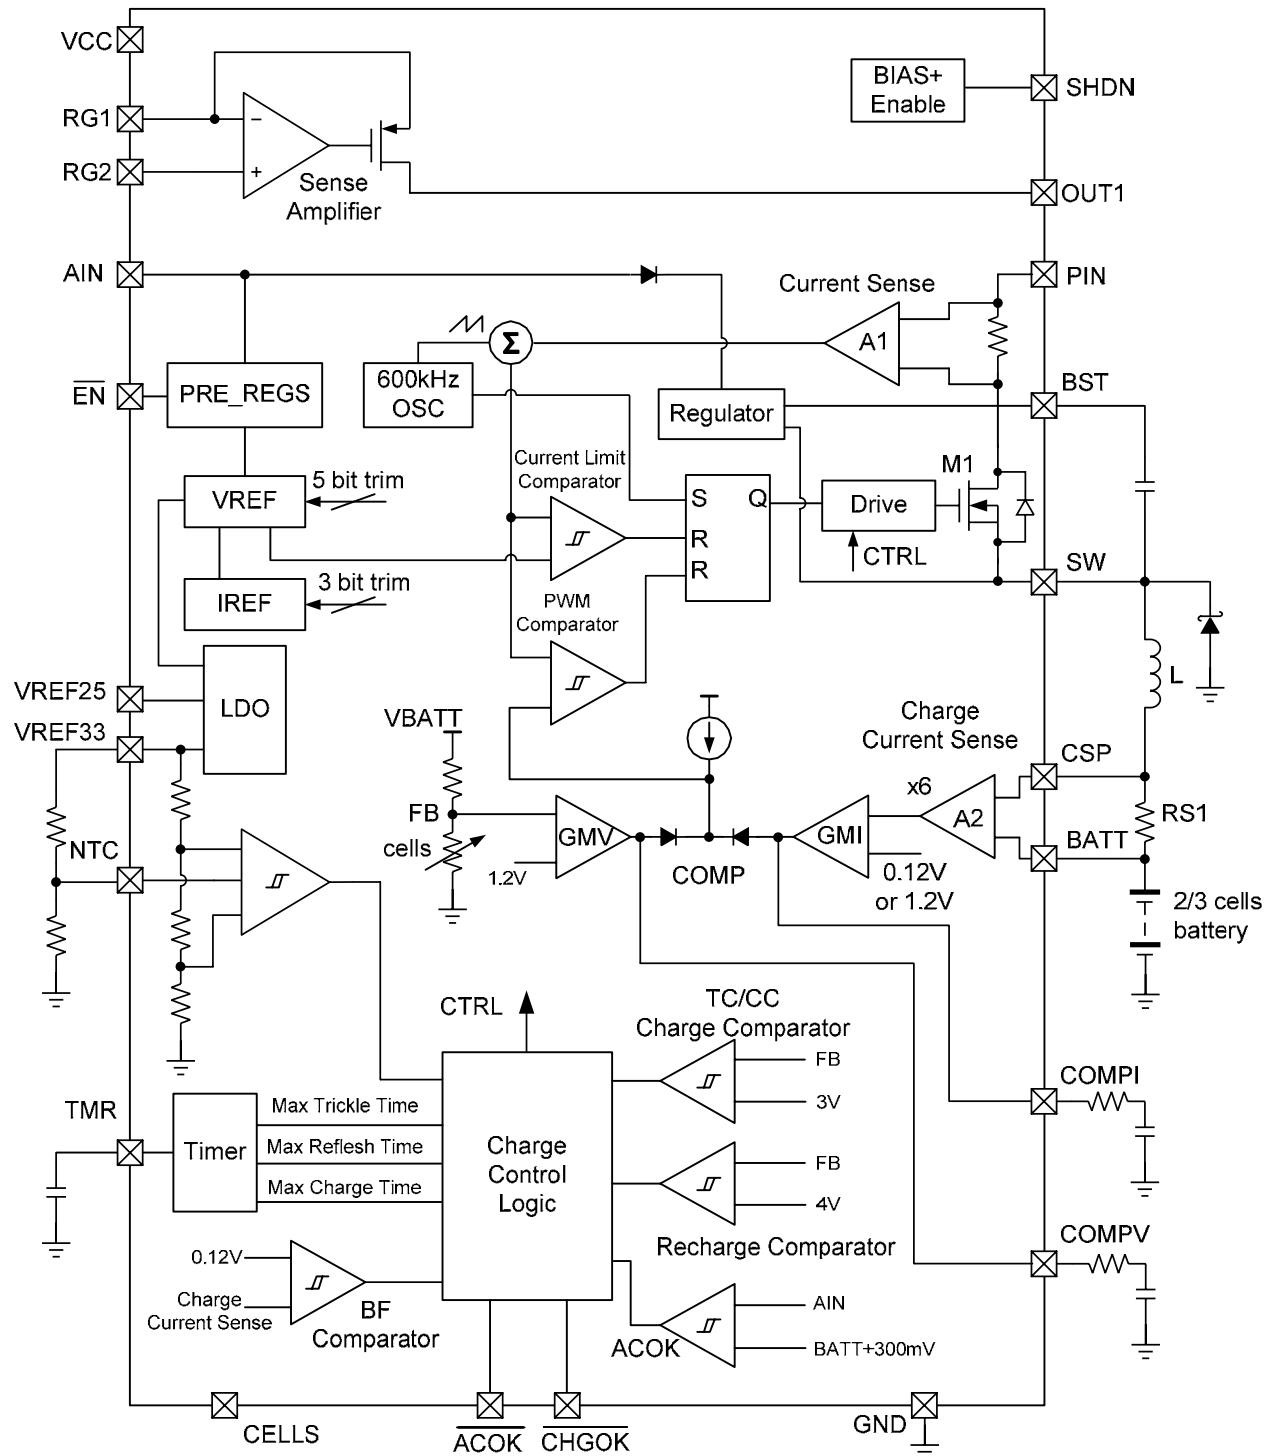 VCC
BIAS+
Enable
SHDN
RG1
−
RG2
+
Sense
Amplifier
OUT1
AIN
Current Sense
PIN
Σ
A1
EN
PRE_REGS
600kHz
OSC
Regulator
BST
Current Limit
Comparator
5 bit trim
VREF
M1
S
Q
Drive
R
CTRL
R
SW
3 bit trim
IREF
PWM
Comparator
VREF25
LDO
L
VREF33
VBATT
Charge
Current Sense
CSP
x6
FB
A2
RS1
NTC
cells
GMV
GMI
BATT
1.2V
COMP
0.12V
or 1.2V
2/3 cells
battery
CTRL
TC/CC
Charge Comparator
FB
3V
COMPI
TMR
Timer
Max Trickle Time
Max Reflesh Time
Max Charge Time
Charge
Control
Logic
FB
4V
Recharge Comparator
COMPV
0.12V
Charge
Current Sense
BF
Comparator
AIN
ACOK
BATT+300mV
CELLS
ACOK
CHGOK
GND